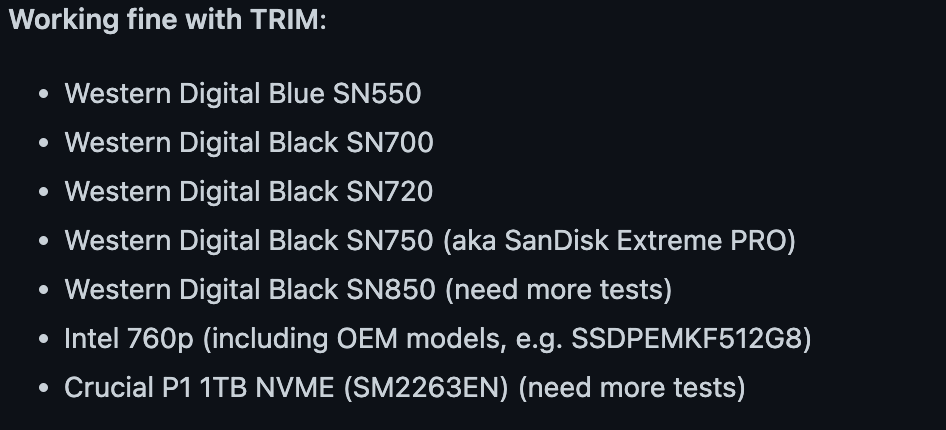 Working fine with TRIM:
• Western Digital Blue SN550
• Western Digital Black SN700
• Western Digital Black SN720
• Western Digital Black SN750 (aka SanDisk Extreme PRO)
• Western Digital Black SN850 (need more tests)
• Intel 760p (including OEM models, e.g. SSDPEMKF512G8)
• Crucial P1 1TB NVME (SM2263EN) (need more tests)